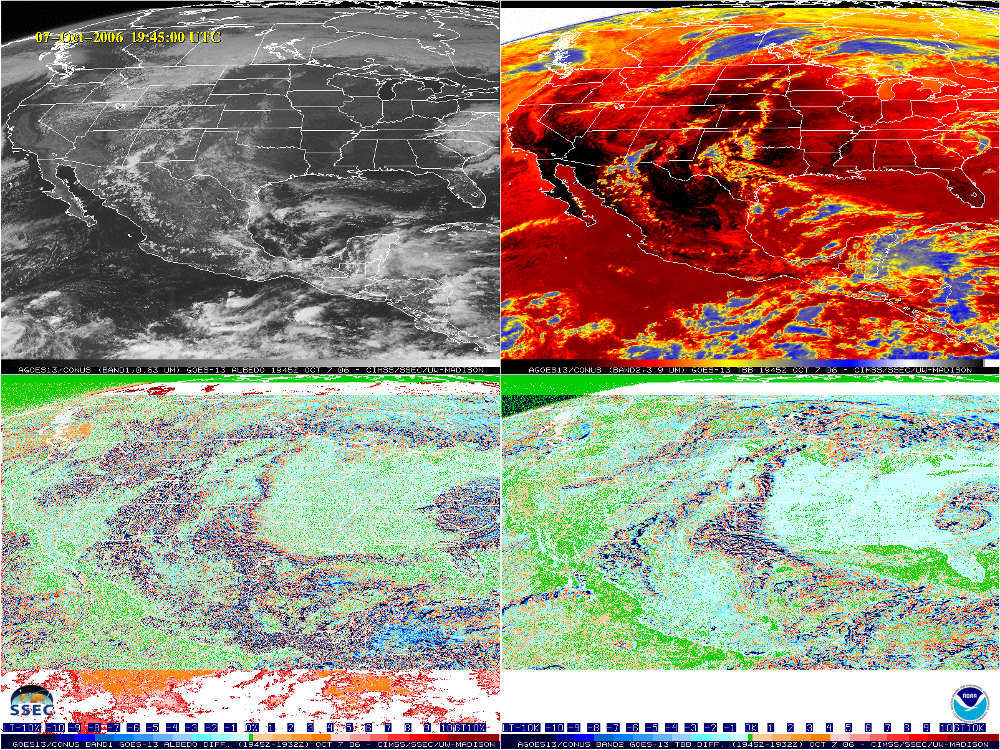 07-Oct-2006 19:45:00 UTC
AGOES13/CONUS (BAND1,0.63 UM) GOES-13 ALBEDO 1945Z OCT 7 06 - CIMSS/SSEC/UW-MADISON
AGOES13/CONUS (BAND2,3.9 UM) GOES-13 TBB 1945Z OCT 7 06 - CIMSS/SSEC/UW-MADISON
SSEC
NOAA
LT-10% -10 -9 -8 -7 -6 -5 -4 -3 -2 -1 0% 1 2 3 4 5 6 7 8 9 10 GT10%
LT-10K -10 -9 -8 -7 -6 -5 -4 -3 -2 -1 0K 1 2 3 4 5 6 7 8 9 10 GT10K
GOES13/CONUS BAND1 GOES-13 ALBEDO DIFF. (1945Z-1932Z) OCT 7 06 - CIMSS/SSEC/UW-MADISON
AGOES13/CONUS BAND2 GOES-13 TBB DIFF. (1945Z-1932Z) OCT 7 06 - CIMSS/SSEC/UW-MADISON